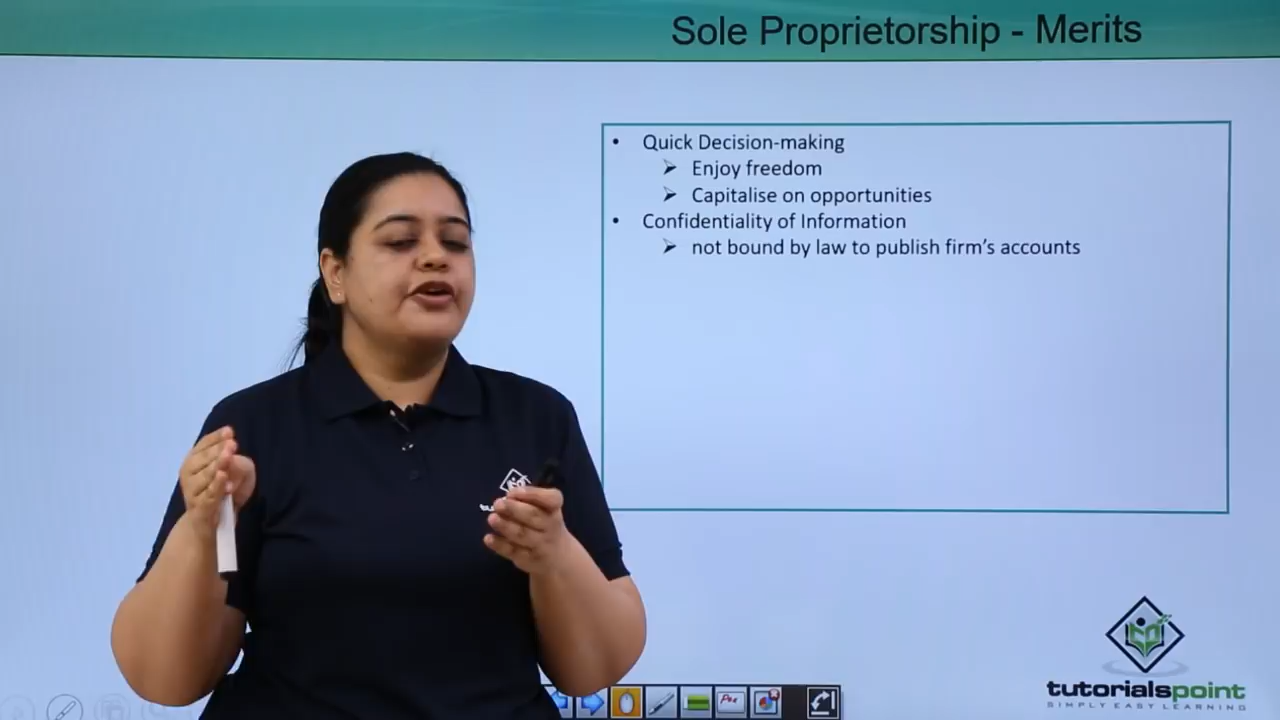 Sole Proprietorship - Merits
• Quick Decision-making
➢ Enjoy freedom
➢ Capitalise on opportunities
• Confidentiality of Information
➢ not bound by law to publish firm's accounts
tutorialspoint
SIMPLY EASY LEARNING